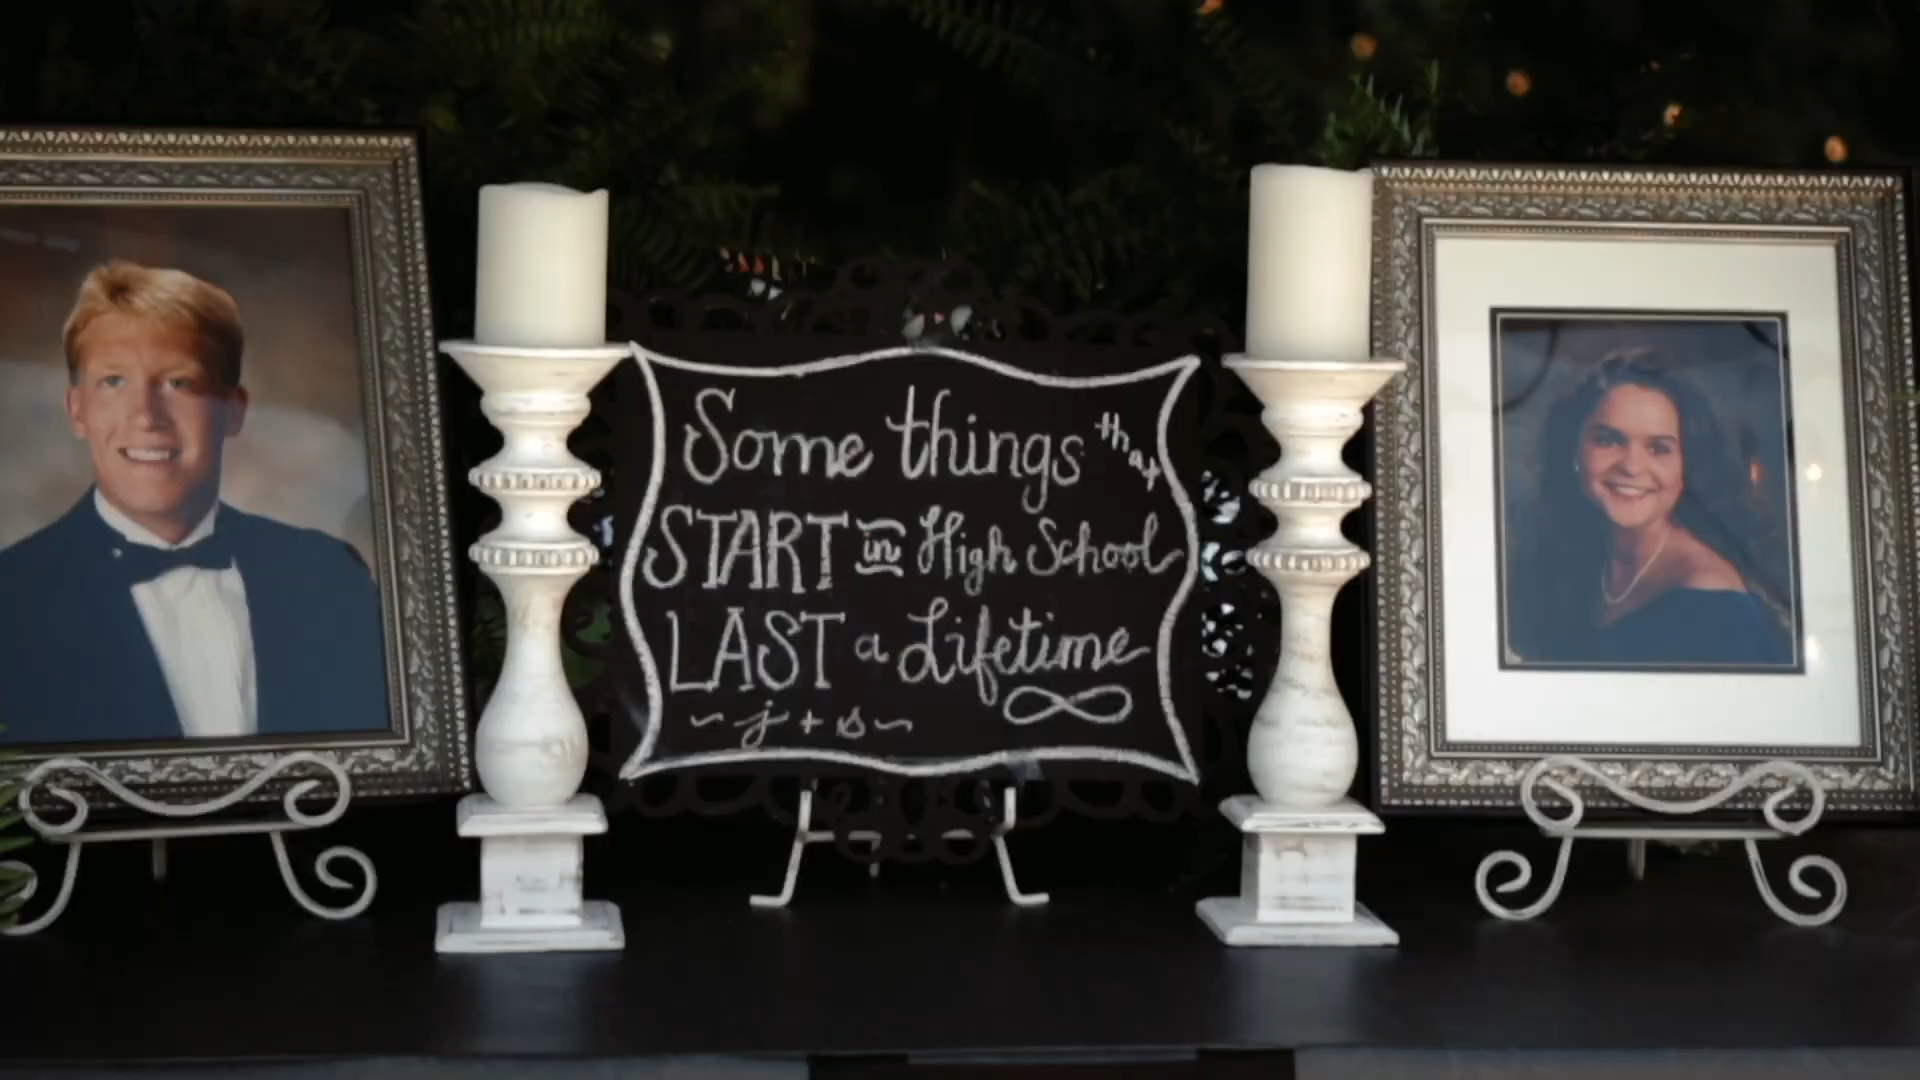 Some things that
START in High School
LAST a Lifetime
~ j + s ~